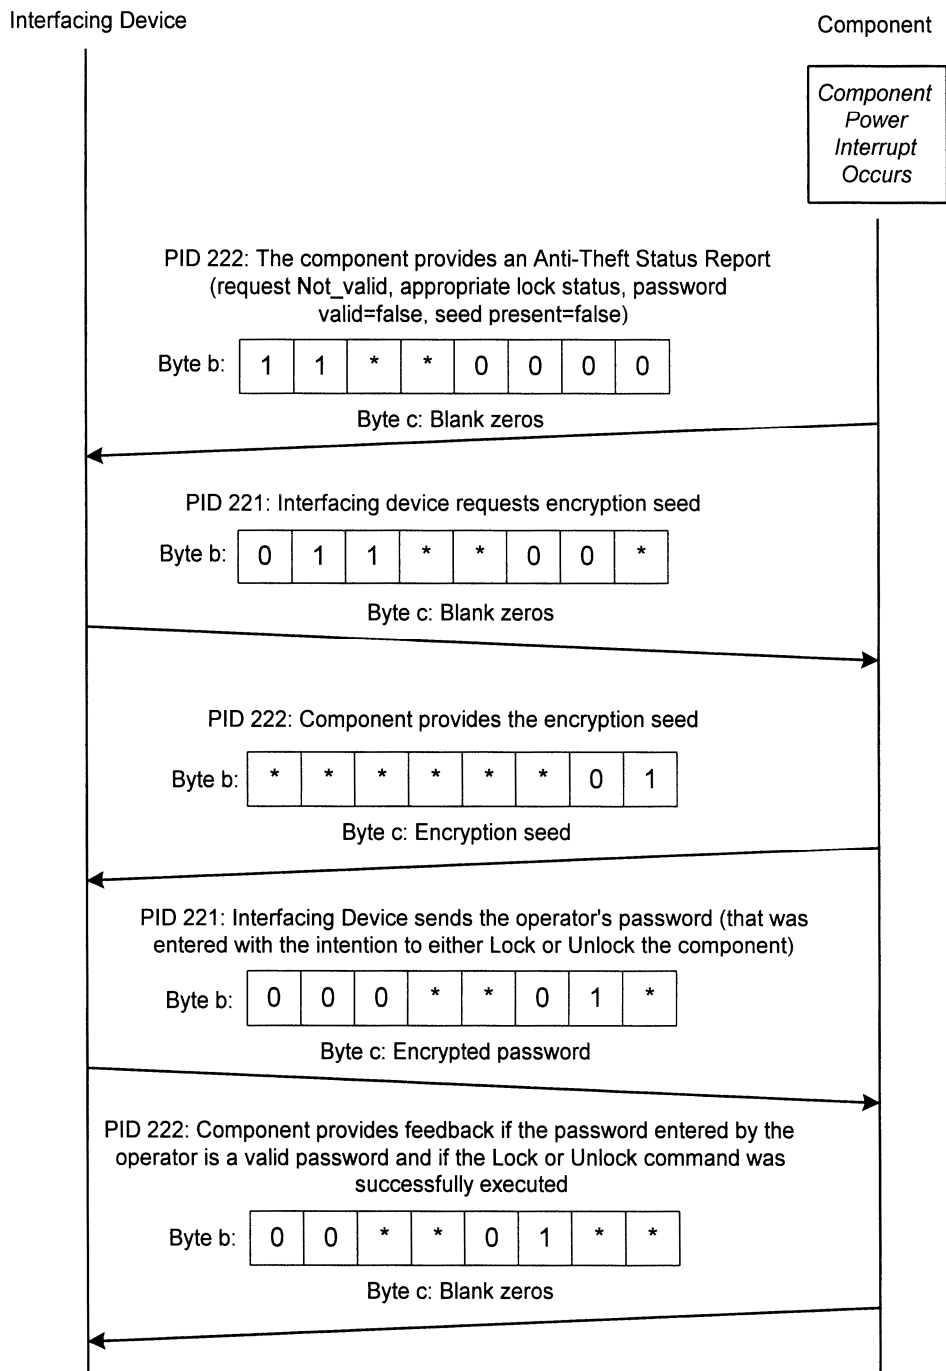 Interfacing Device
Component
Component
Power
Interrupt
Occurs
PID 222: The component provides an Anti-Theft Status Report
(request Not_valid, appropriate lock status, password
valid=false, seed present=false)
Byte b: 1 1 * * 0 0 0 0
Byte c: Blank zeros
PID 221: Interfacing device requests encryption seed
Byte b: 0 1 1 * * 0 0 *
Byte c: Blank zeros
PID 222: Component provides the encryption seed
Byte b: * * * * * * 0 1
Byte c: Encryption seed
PID 221: Interfacing Device sends the operator's password (that was
entered with the intention to either Lock or Unlock the component)
Byte b: 0 0 0 * * 0 1 *
Byte c: Encrypted password
PID 222: Component provides feedback if the password entered by the
operator is a valid password and if the Lock or Unlock command was
successfully executed
Byte b: 0 0 * * 0 1 * *
Byte c: Blank zeros